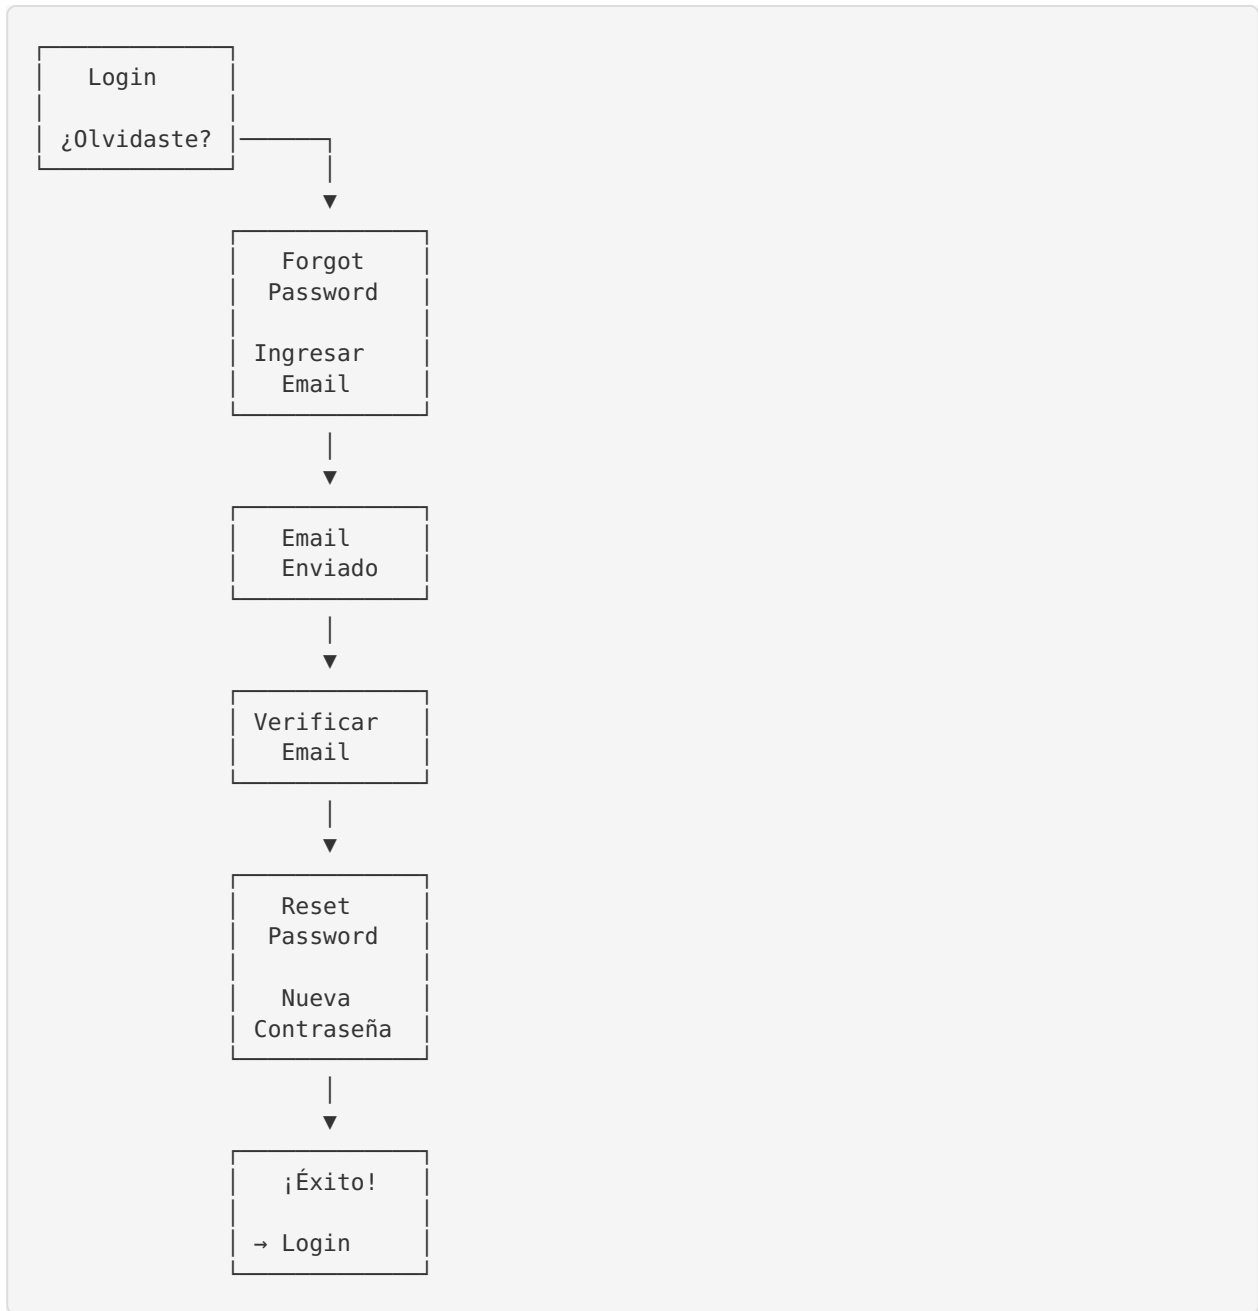 Login
¿Olvidaste?
Forgot
Password
Ingresar
Email
Email
Enviado
Verificar
Email
Reset
Password
Nueva
Contraseña
¡Éxito!
→ Login